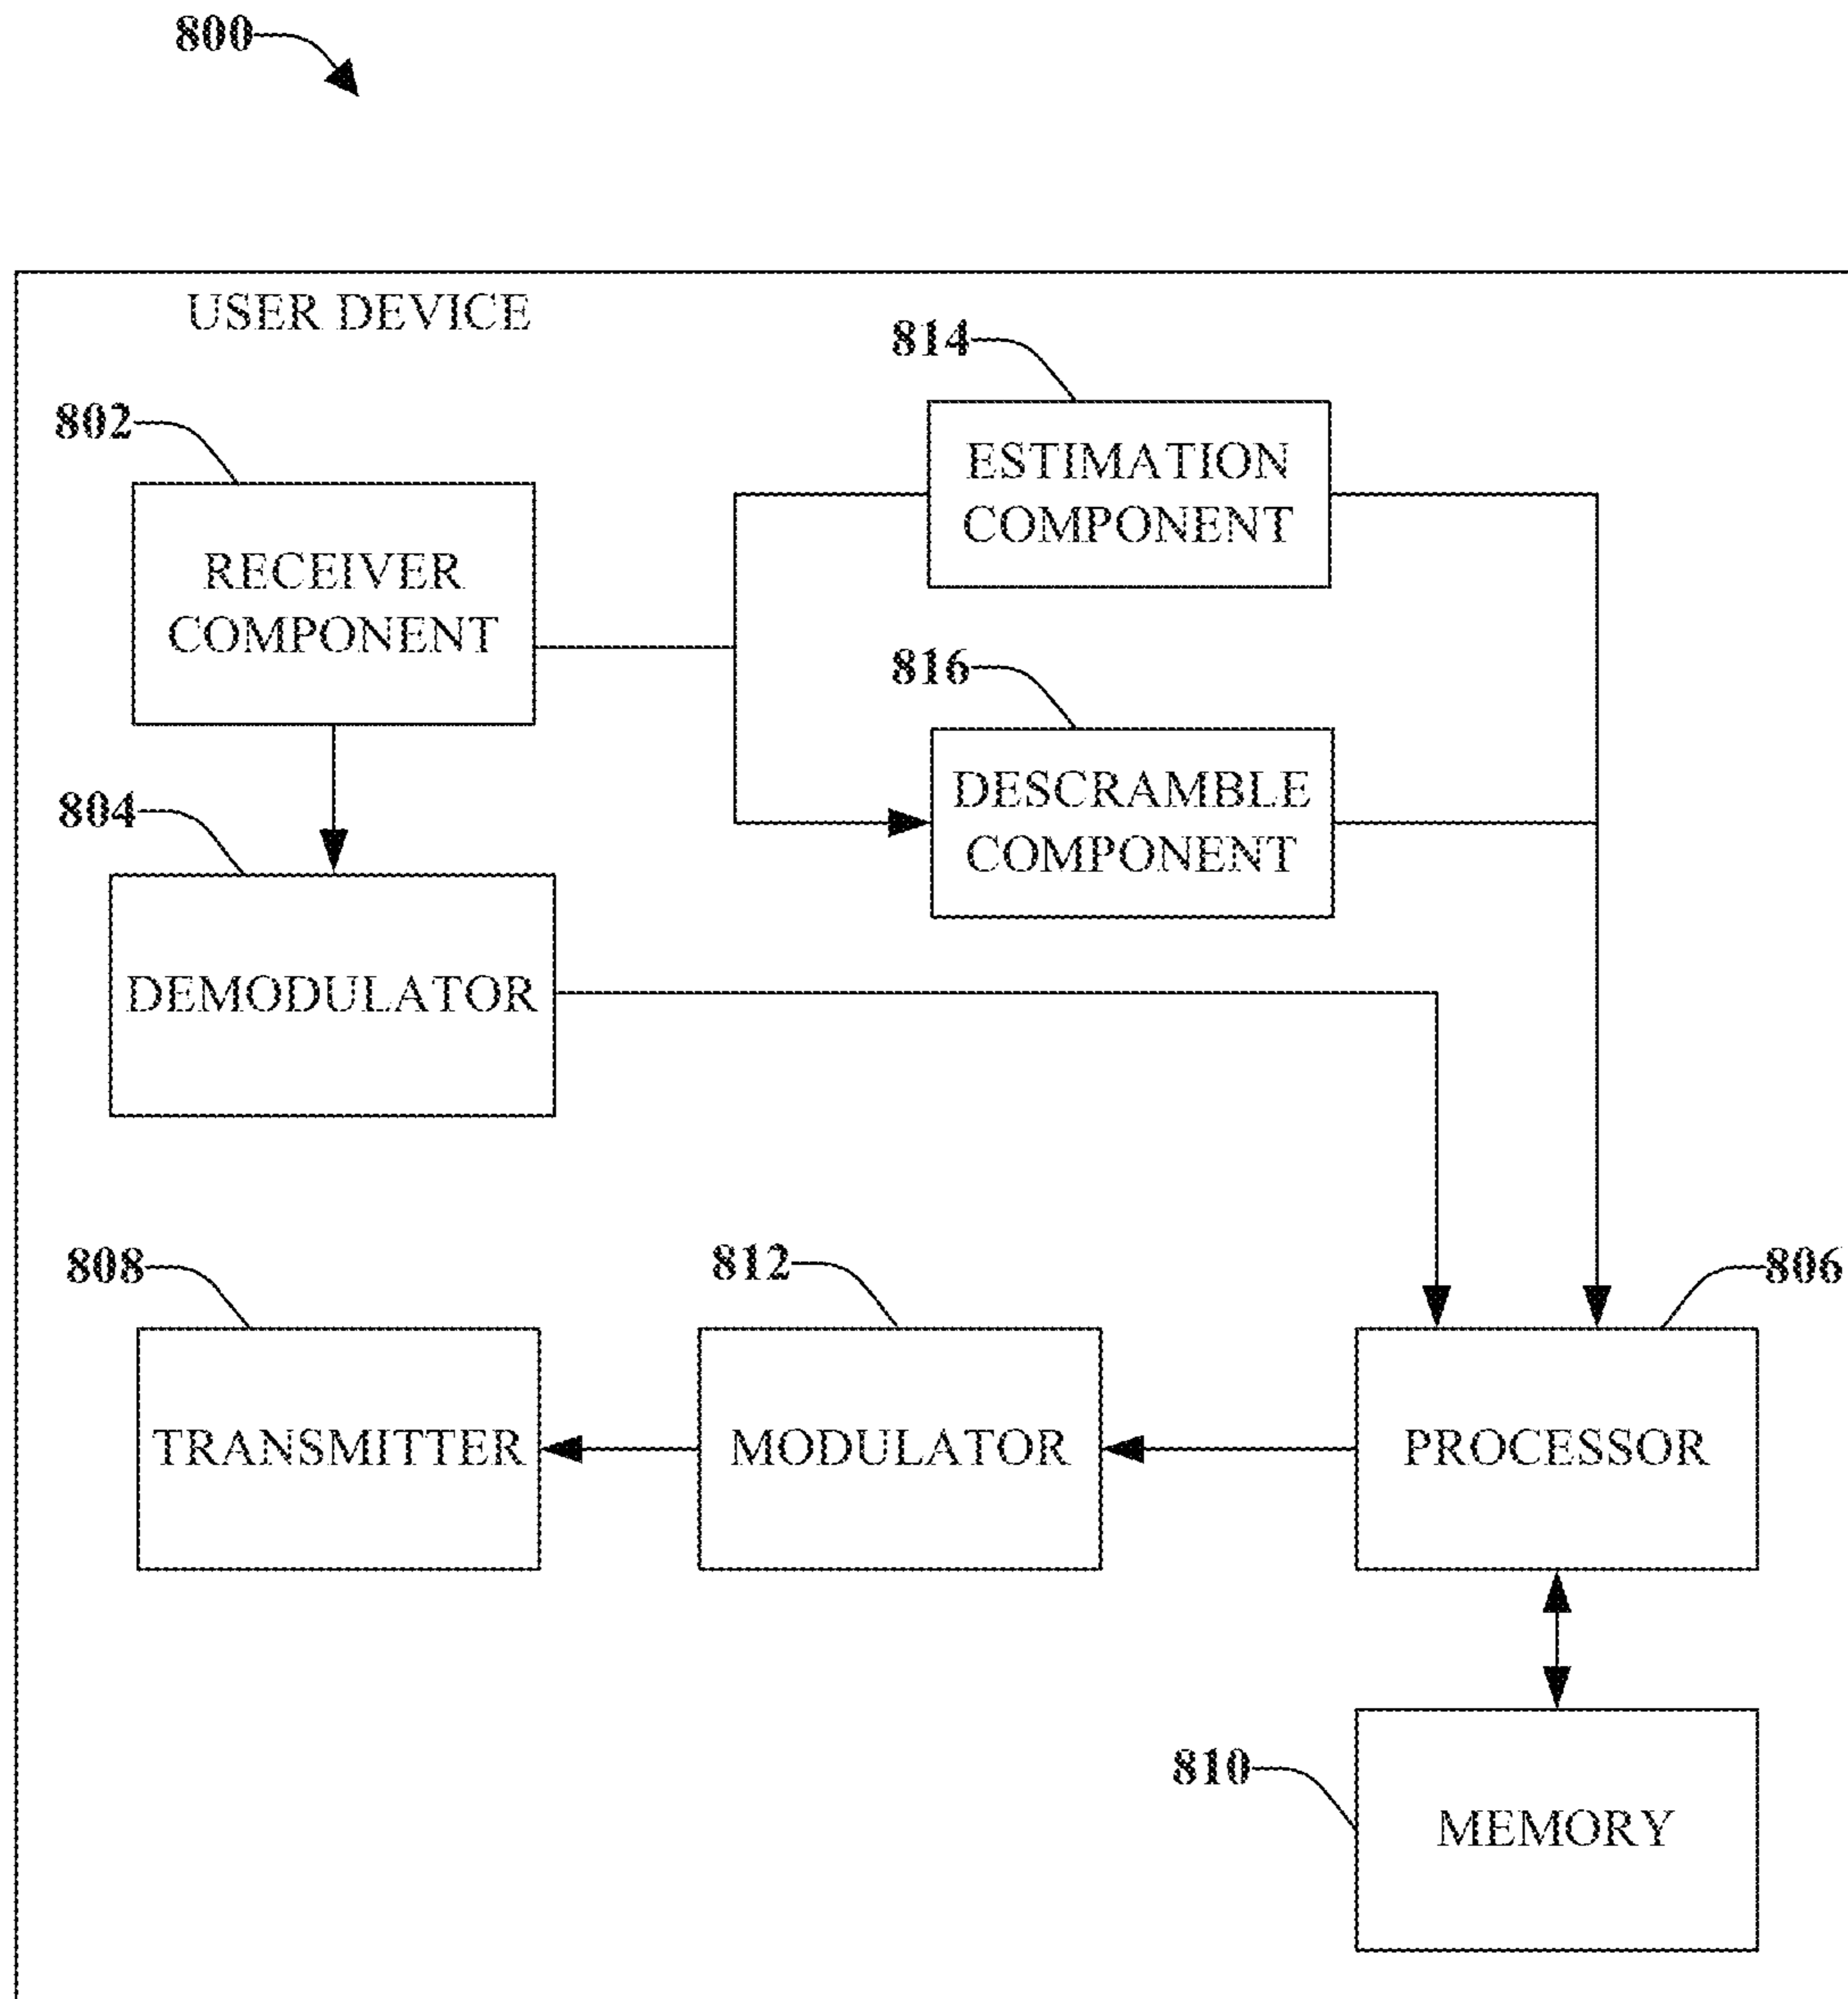 800
USER DEVICE
814
802
ESTIMATION
COMPONENT
RECEIVER
COMPONENT
816
804
DESCRAMBLE
COMPONENT
DEMODULATOR
808
812
806
TRANSMITTER
MODULATOR
PROCESSOR
810
MEMORY